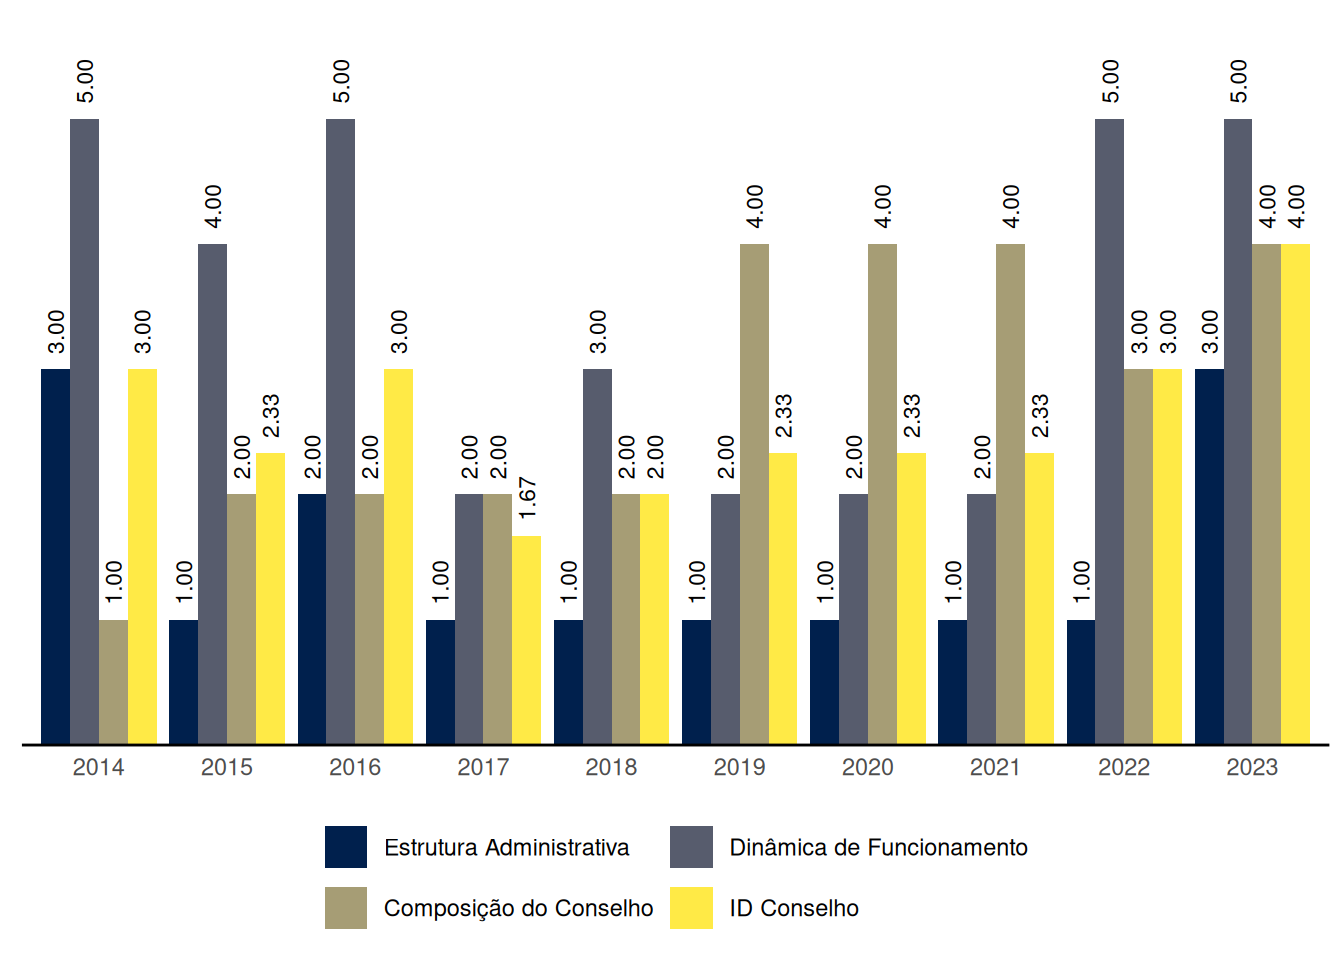 3.00 5.00 1.00 3.00
1.00 4.00 2.00 2.33
2.00 5.00 2.00 3.00
1.00 2.00 2.00 1.67
1.00 3.00 2.00 2.00
1.00 2.00 4.00 2.33
1.00 2.00 4.00 2.33
1.00 2.00 4.00 2.33
1.00 5.00 3.00 3.00
3.00 5.00 4.00 4.00
2014 2015 2016 2017 2018 2019 2020 2021 2022 2023
Estrutura Administrativa Dinâmica de Funcionamento
Composição do Conselho ID Conselho